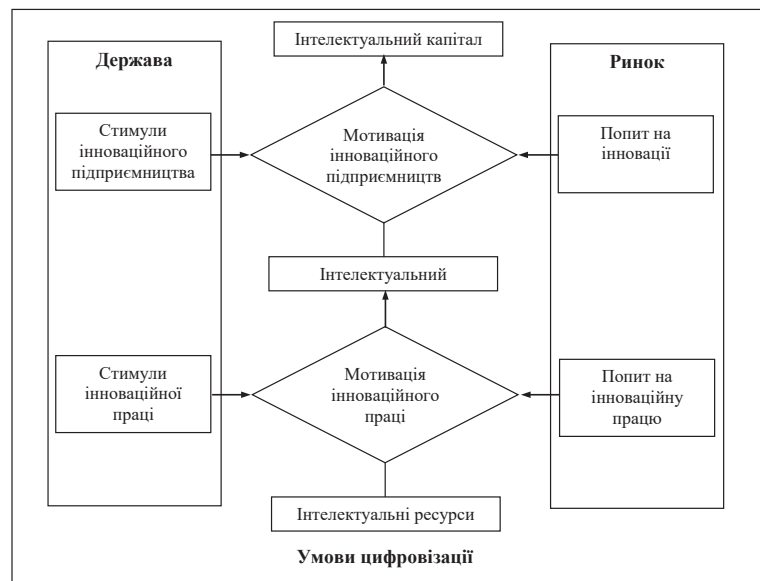 Інтелектуальний капітал
Держава
Ринок
Стимули
інноваційного
підприємництва
Мотивація
інноваційного
підприємництв
Попит на
інновації
Інтелектуальний
Стимули
інноваційної
праці
Мотивація
інноваційного
праці
Попит на
інноваційну
працю
Інтелектуальні ресурси
Умови цифровізації